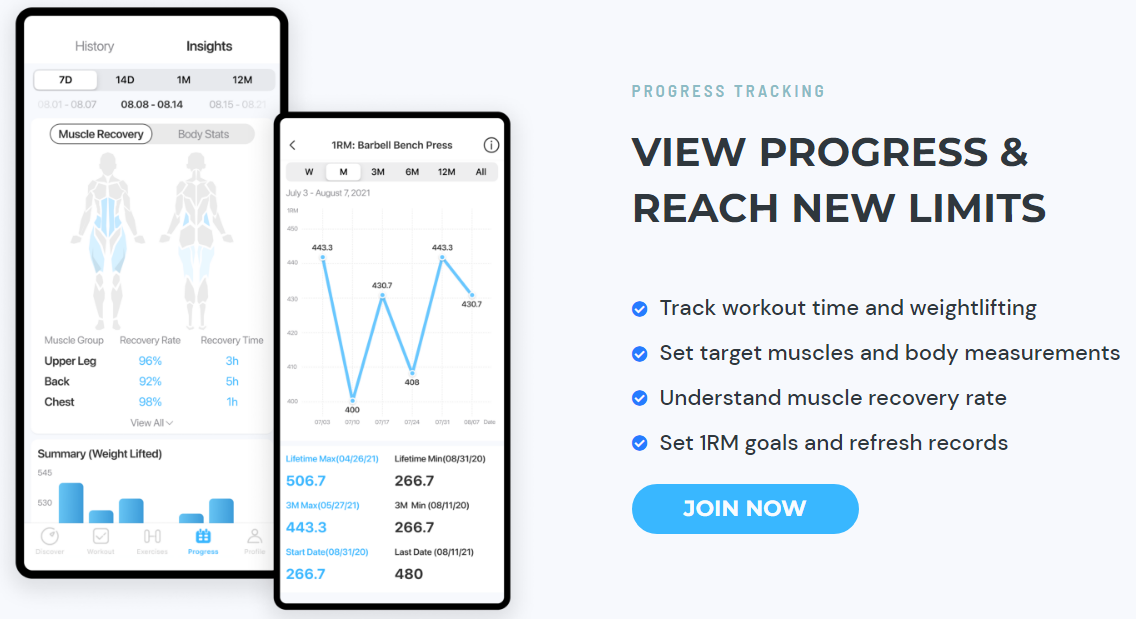 History Insights
7D 14D 1M 12M
08.01 - 08.07 08.08 - 08.14 08.15 - 08.21
Muscle Recovery Body Stats
Muscle Group Recovery Rate Recovery Time
Upper Leg 96% 3h
Back 92% 5h
Chest 98% 1h
View All
Summary (Weight Lifted)
545
530
Discover Workout Exercises Progress Profile
1RM: Barbell Bench Press
W M 3M 6M 12M All
July 3 - August 7, 2021
1RM
450
443.3 443.3
440
430.7
430 430.7
420
410
408
400
400
07/03 07/10 07/17 07/24 07/31 08/07 Date
Lifetime Max(04/26/21) Lifetime Min(08/31/20)
506.7 266.7
3M Max(05/27/21) 3M Min (08/11/20)
443.3 266.7
Start Date(08/31/20) Last Date (08/11/21)
266.7 480
PROGRESS TRACKING
VIEW PROGRESS &
REACH NEW LIMITS
Track workout time and weightlifting
Set target muscles and body measurements
Understand muscle recovery rate
Set 1RM goals and refresh records
JOIN NOW